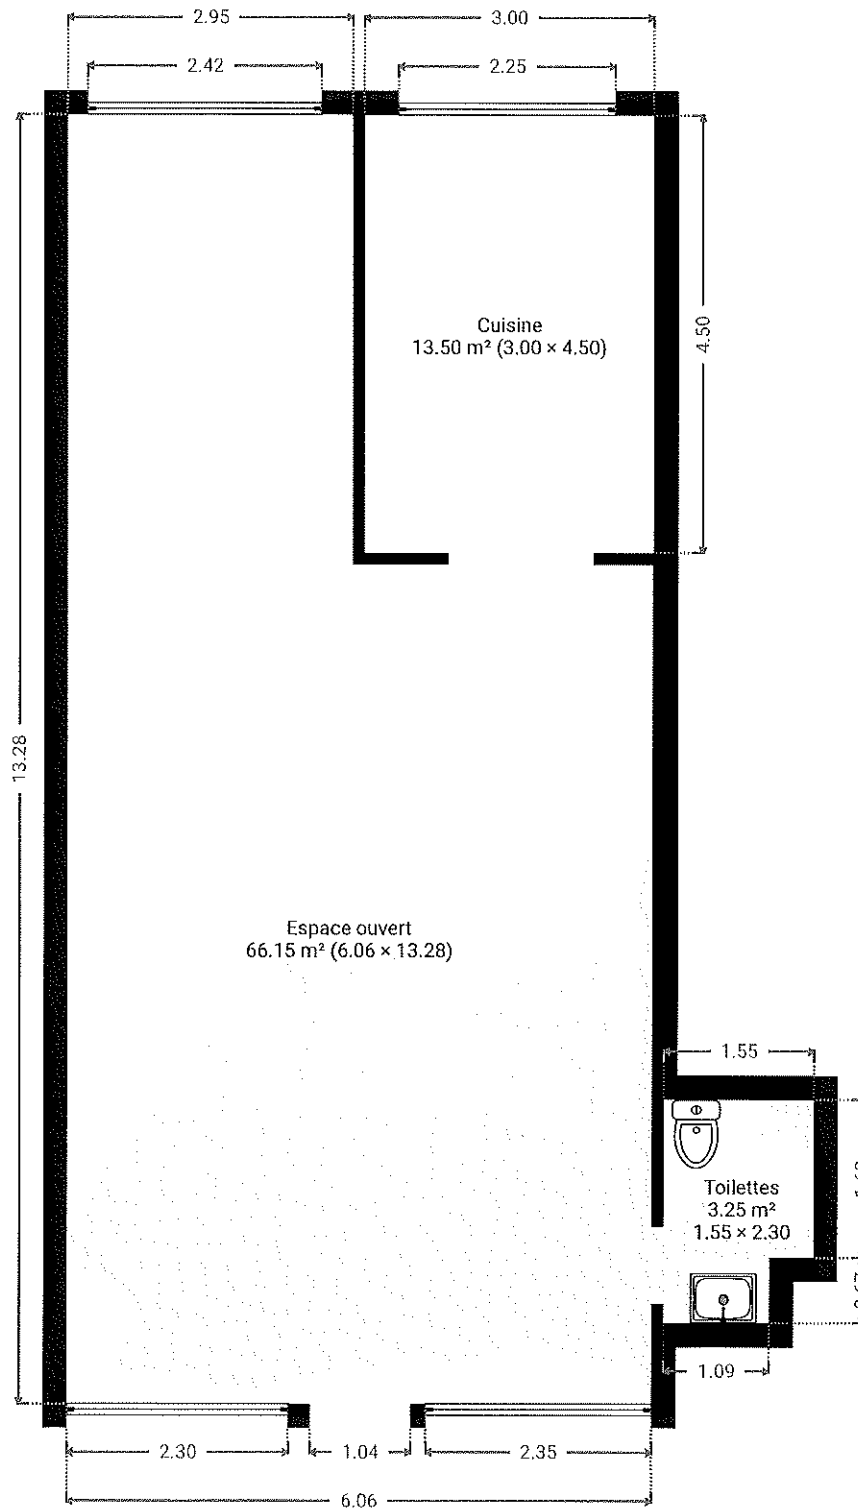 2.95
3.00
2.42
2.25
Cuisine
13.50 m² (3.00 × 4.50)
4.50
13.28
Espace ouvert
66.15 m² (6.06 × 13.28)
1.55
Toilettes
3.25 m²
1.55 × 2.30
1.09
2.30
1.04
2.35
6.06